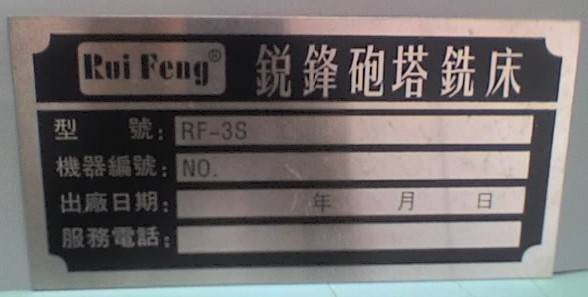 Rui Feng® 鋭鋒砲塔銑床
型 號: RF-3S
機器編號: NO.
出廠日期: 年 月 日
服務電話: